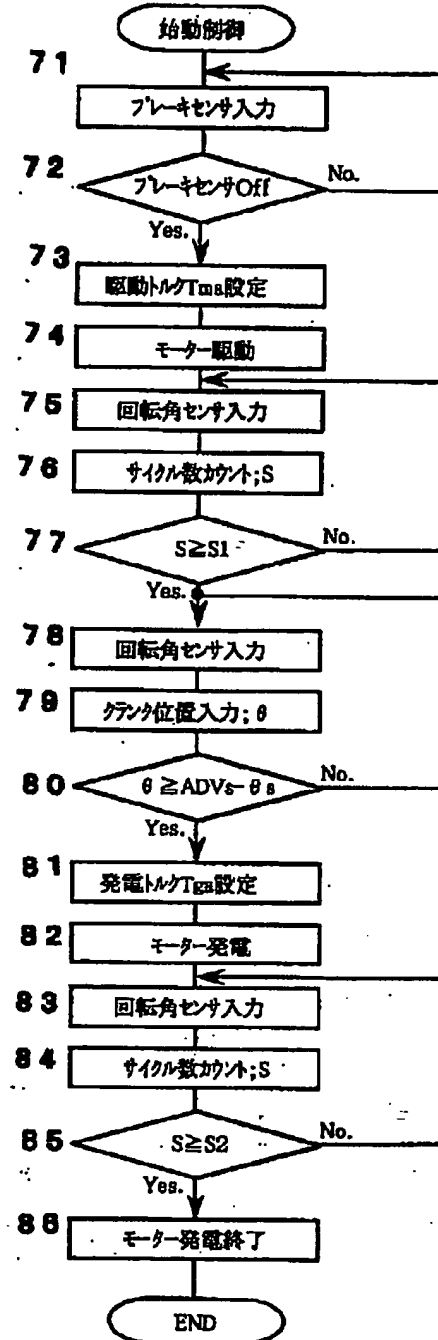 始動制御
71
ブレーキセンサ入力
72
ブレーキセンサOff
No.
Yes.
73
駆動トルクTma設定
74
モーター駆動
75
回転角センサ入力
76
サイクル数カウント;S
77
S≧S1
No.
Yes.
78
回転角センサ入力
79
クランク位置入力;θ
80
θ≧ADVs-θs
No.
Yes.
81
発電トルクTga設定
82
モーター発電
83
回転角センサ入力
84
サイクル数カウント;S
85
S≧S2
No.
Yes.
86
モーター発電終了
END